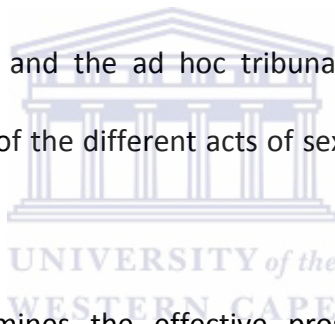 and the ad hoc tribuna
of the different acts of sex
UNIVERSITY of the
WESTERN CAPE
mines the effective pro